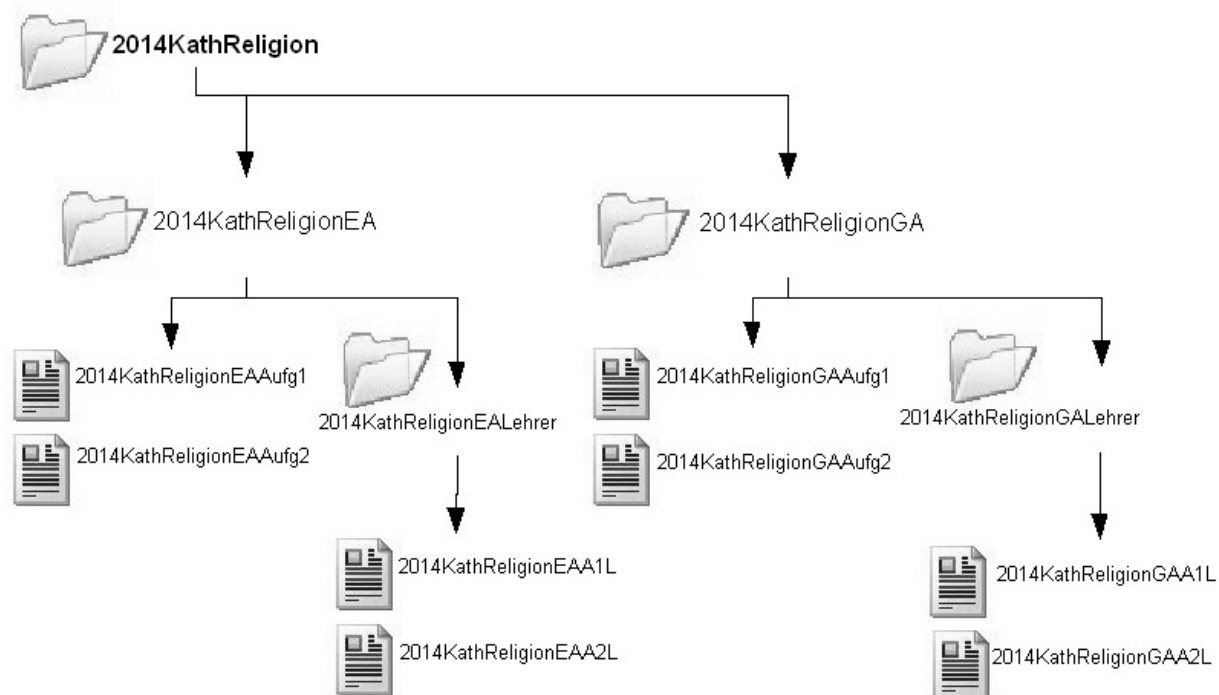 2014KathReligion
2014KathReligionEA
2014KathReligionGA
2014KathReligionEAAufg1
2014KathReligionEAAufg2
2014KathReligionEALehrer
2014KathReligionGAAufg1
2014KathReligionGAAufg2
2014KathReligionGALehrer
2014KathReligionEAA1L
2014KathReligionEAA2L
2014KathReligionGAA1L
2014KathReligionGAA2L